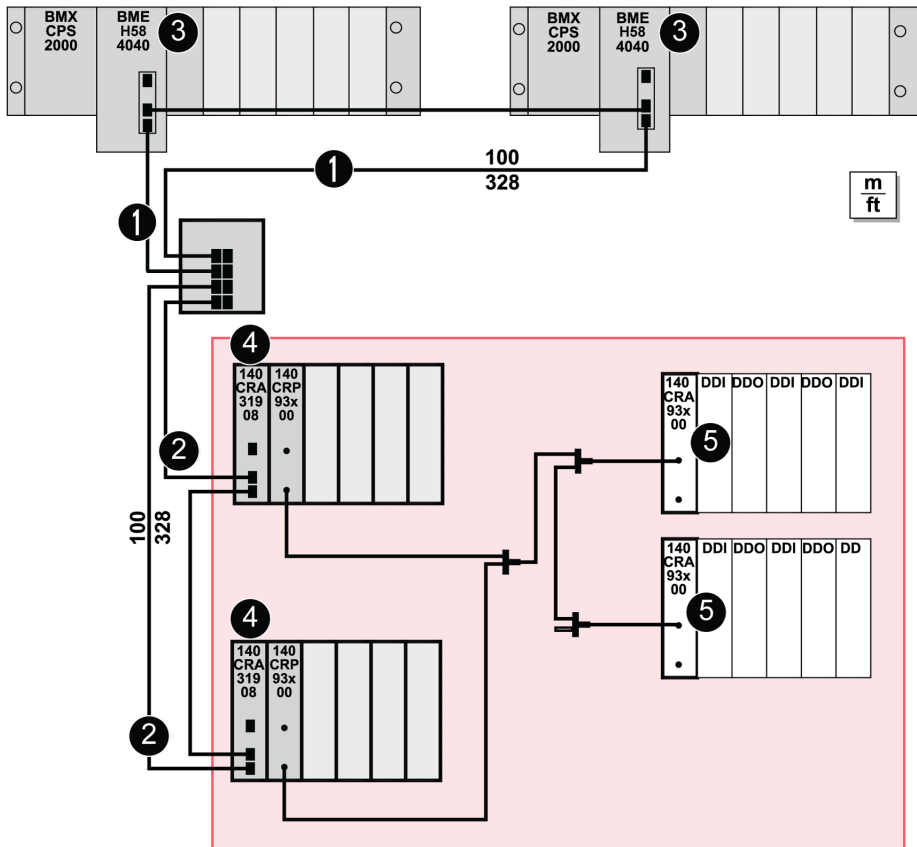 BMX
CPS
2000
BME
H58
4040
3
BMX
CPS
2000
BME
H58
4040
3
1
100
328
m
ft
1
4
140
CRA
319
08
140
CRP
93x
00
2
100
328
140
CRA
93x
00
DDI
DDO
DDI
DDO
DDI
5
140
CRA
93x
00
DDI
DDO
DDI
DDO
DD
5
4
140
CRA
319
08
140
CRP
93x
00
2